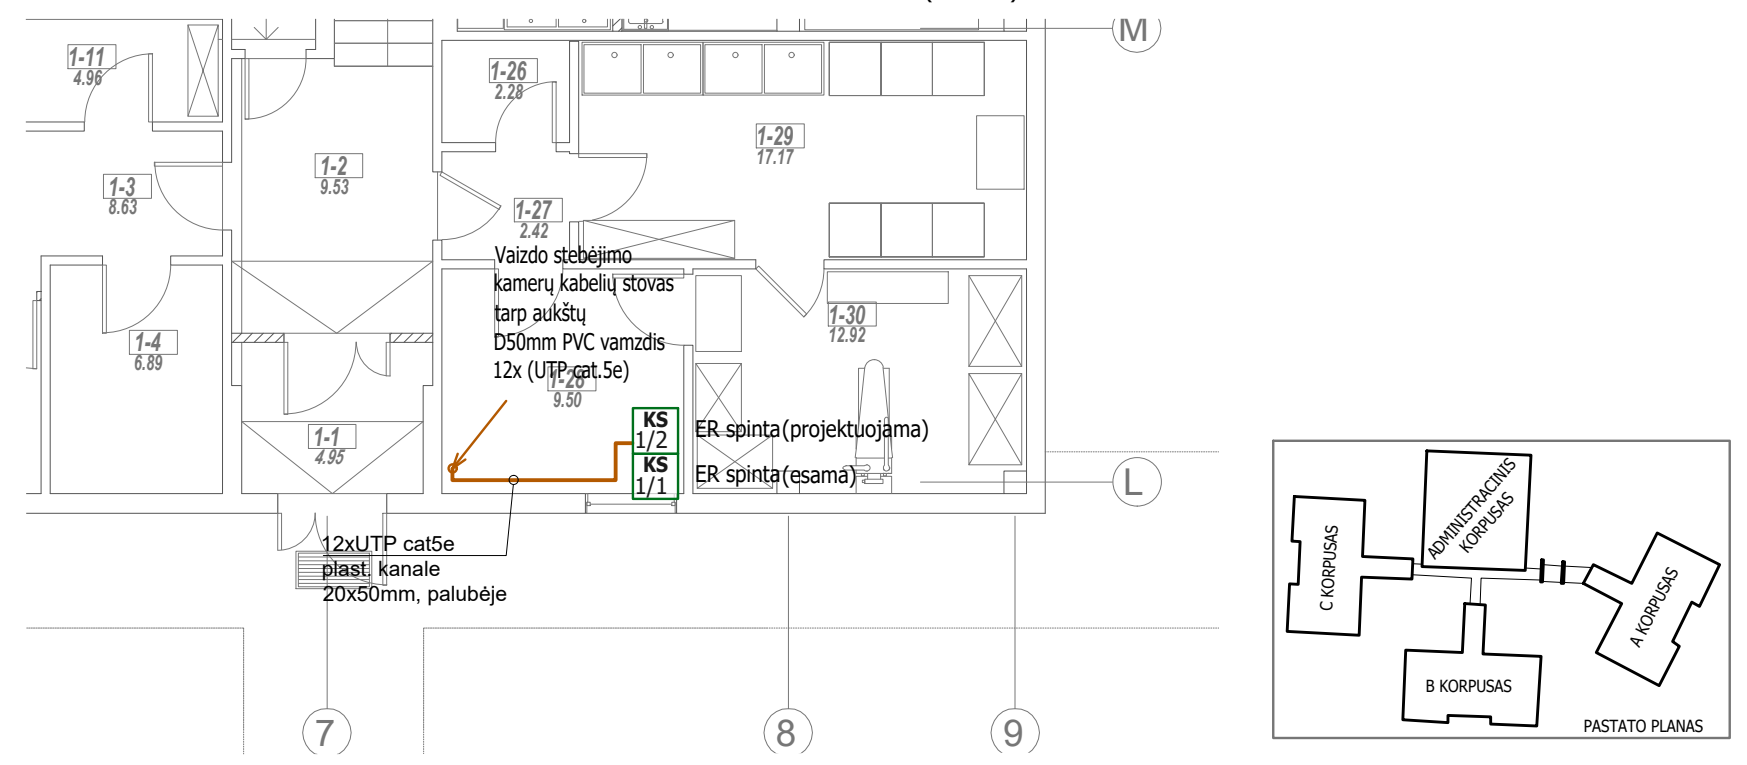 M
1-11
4.96
1-26
2.28
1-29
17.17
1-2
9.53
1-3
8.63
1-27
2.42
Vaizdo stebėjimo
kamerų kabelių stovas
tarp aukštų
D50mm PVC vamzdis
12x (UTP cat.5e)
1-30
12.92
1-4
6.89
1-28
9.50
KS
1/2
ER spinta(projektuojama)
KS
1/1
ER spinta(esama)
1-1
4.95
L
12xUTP cat5e
plast. kanale
20x50mm, palubėje
7
8
9
ADMINISTRACINIS
KORPUSAS
C KORPUSAS
A KORPUSAS
B KORPUSAS
PASTATO PLANAS